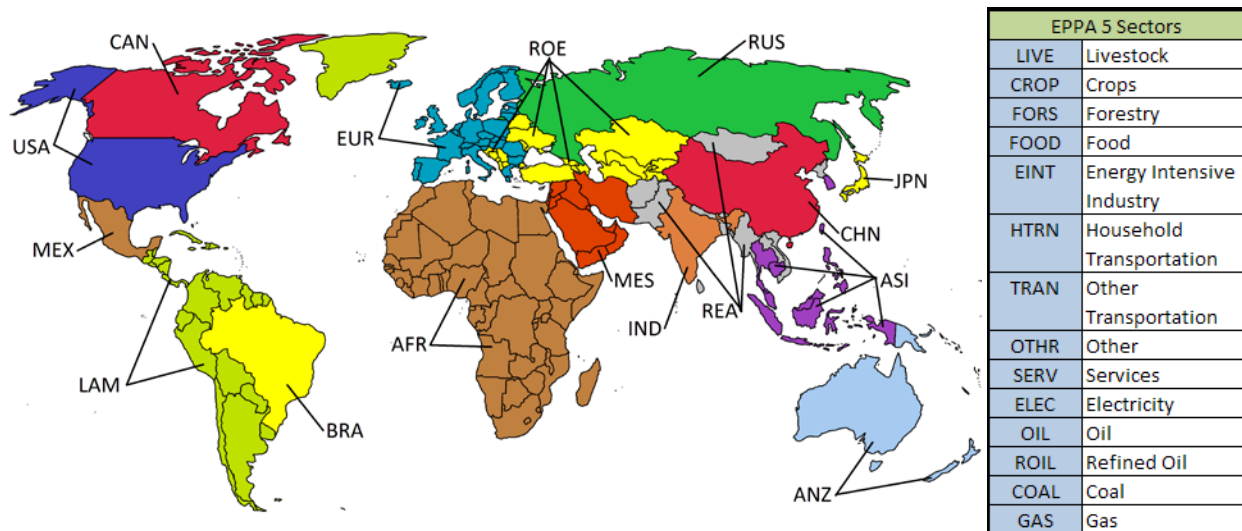 CAN
ROE
RUS
USA
EUR
JPN
MEX
CHN
MES
ASI
IND
REA
AFR
LAM
BRA
ANZ
EPPA 5 Sectors
LIVE Livestock
CROP Crops
FORS Forestry
FOOD Food
EINT Energy Intensive
Industry
HTRN Household
Transportation
TRAN Other
Transportation
OTHR Other
SERV Services
ELEC Electricity
OIL Oil
ROIL Refined Oil
COAL Coal
GAS Gas